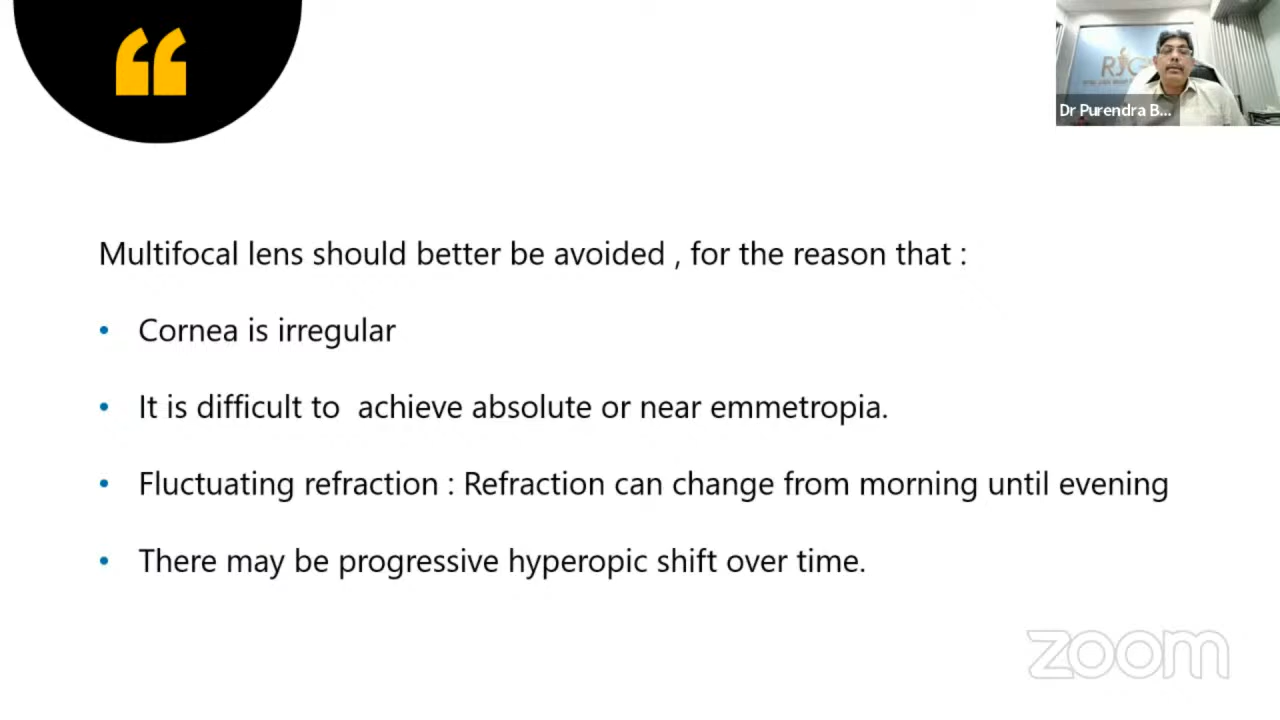 Dr Purendra B...
Multifocal lens should better be avoided , for the reason that :
• Cornea is irregular
• It is difficult to  achieve absolute or near emmetropia.
• Fluctuating refraction : Refraction can change from morning until evening
• There may be progressive hyperopic shift over time.
zoom